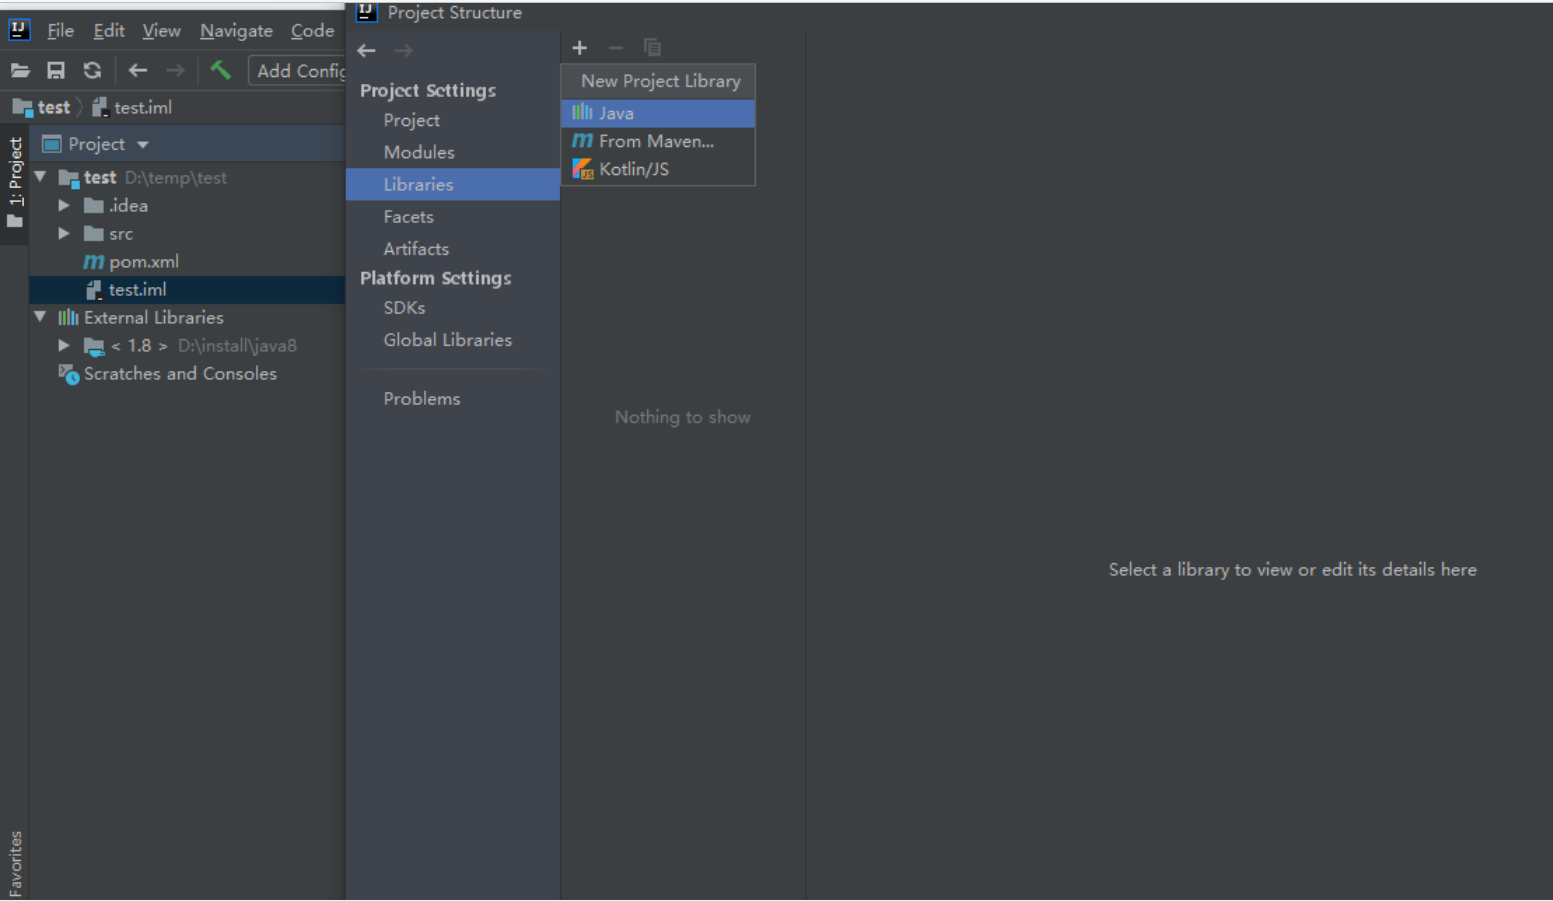 Project Structure
File Edit View Navigate Code
Add Config
test test.iml
1: Project
Project
test D:\temp\test
.idea
src
pom.xml
test.iml
External Libraries
< 1.8 > D:\install\java8
Scratches and Consoles
Favorites
Project Settings
Project
Modules
Libraries
Facets
Artifacts
Platform Settings
SDKs
Global Libraries
Problems
New Project Library
Java
From Maven...
Kotlin/JS
Nothing to show
Select a library to view or edit its details here